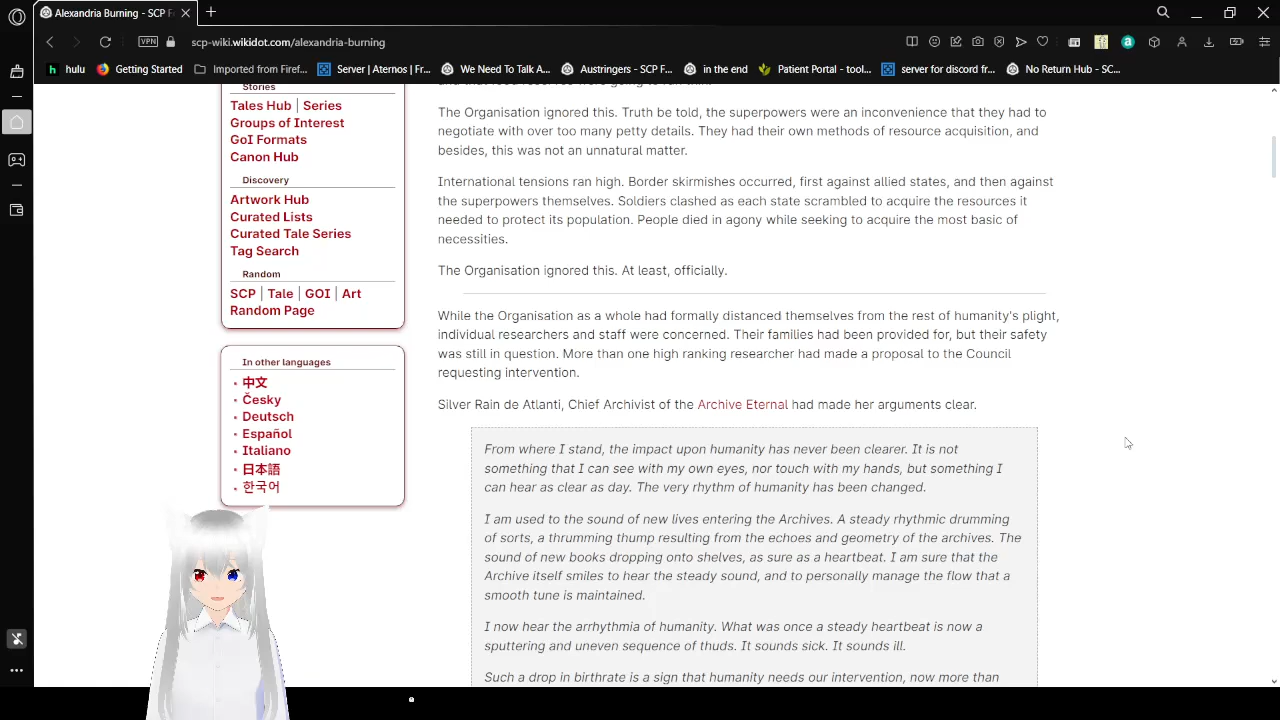 Alexandria Burning - SCP F
VPN
scp-wiki.wikidot.com/alexandria-burning
hulu
Getting Started
Imported from Firef...
Server | Aternos | Fr...
We Need To Talk A...
Austringers - SCP F...
in the end
Patient Portal - tool...
server for discord fr...
No Return Hub - SC...
Stories
Tales Hub | Series
Groups of Interest
GoI Formats
Canon Hub
Discovery
Artwork Hub
Curated Lists
Curated Tale Series
Tag Search
Random
SCP | Tale | GOI | Art
Random Page
In other languages
中文
Česky
Deutsch
Español
Italiano
日本語
한국어
The Organisation ignored this. Truth be told, the superpowers were an inconvenience that they had to
negotiate with over too many petty details. They had their own methods of resource acquisition, and
besides, this was not an unnatural matter.
International tensions ran high. Border skirmishes occurred, first against allied states, and then against
the superpowers themselves. Soldiers clashed as each state scrambled to acquire the resources it
needed to protect its population. People died in agony while seeking to acquire the most basic of
necessities.
The Organisation ignored this. At least, officially.
While the Organisation as a whole had formally distanced themselves from the rest of humanity's plight,
individual researchers and staff were concerned. Their families had been provided for, but their safety
was still in question. More than one high ranking researcher had made a proposal to the Council
requesting intervention.
Silver Rain de Atlanti, Chief Archivist of the Archive Eternal had made her arguments clear.
From where I stand, the impact upon humanity has never been clearer. It is not
something that I can see with my own eyes, nor touch with my hands, but something I
can hear as clear as day. The very rhythm of humanity has been changed.
I am used to the sound of new lives entering the Archives. A steady rhythmic drumming
of sorts, a thrumming thump resulting from the echoes and geometry of the archives. The
sound of new books dropping onto shelves, as sure as a heartbeat. I am sure that the
Archive itself smiles to hear the steady sound, and to personally manage the flow that a
smooth tune is maintained.
I now hear the arrhythmia of humanity. What was once a steady heartbeat is now a
sputtering and uneven sequence of thuds. It sounds sick. It sounds ill.
Such a drop in birthrate is a sign that humanity needs our intervention, now more than